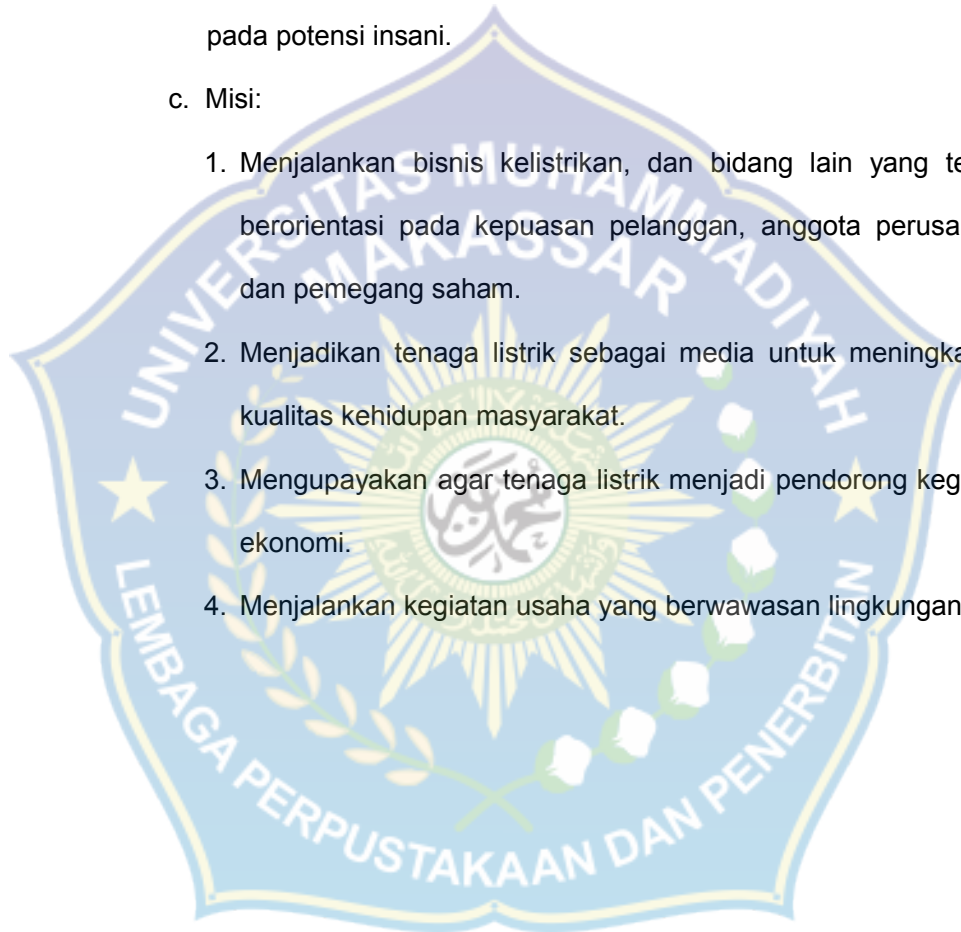 pada potensi insani.
c. Misi:
1. Menjalankan bisnis kelistrikan, dan bidang lain yang te
berorientasi pada kepuasan pelanggan, anggota perusa
dan pemegang saham.
2. Menjadikan tenaga listrik sebagai media untuk meningka
kualitas kehidupan masyarakat.
3. Mengupayakan agar tenaga listrik menjadi pendorong keg
ekonomi.
4. Menjalankan kegiatan usaha yang berwawasan lingkungan
UNIVERSITAS MUHAMMADIYAH
MAKASSAR
LEMBAGA PERPUSTAKAAN DAN PENERBITAN